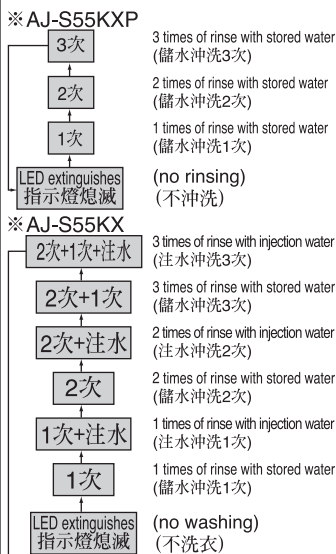 ※AJ-S55KXP
3次
3 times of rinse with stored water
(儲水沖洗3次)
2次
2 times of rinse with stored water
(儲水沖洗2次)
1次
1 times of rinse with stored water
(儲水沖洗1次)
LED extinguishes
指示燈熄滅
(no rinsing)
(不沖洗)
※AJ-S55KX
2次+1次+注水
3 times of rinse with injection water
(注水沖洗3次)
2次+1次
3 times of rinse with stored water
(儲水沖洗3次)
2次+注水
2 times of rinse with injection water
(注水沖洗2次)
2次
2 times of rinse with stored water
(儲水沖洗2次)
1次+注水
1 times of rinse with injection water
(注水沖洗1次)
1次
1 times of rinse with stored water
(儲水沖洗1次)
LED extinguishes
指示燈熄滅
(no washing)
(不洗衣)